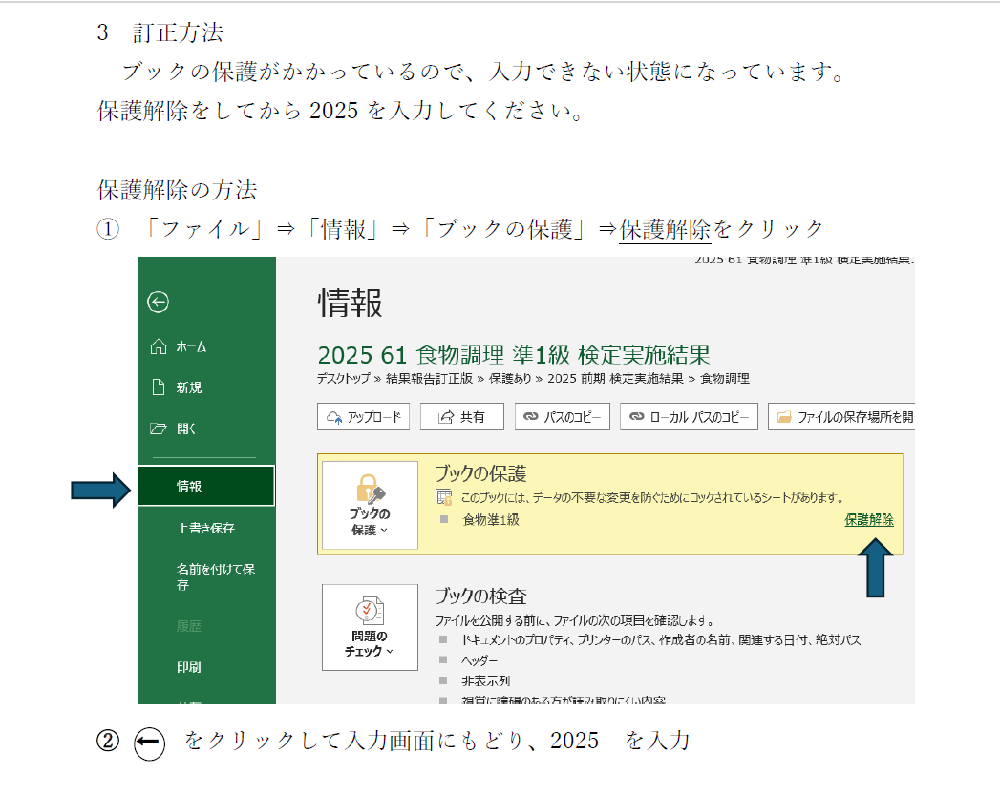 3　訂正方法
ブックの保護がかかっているので、入力できない状態になっています。
保護解除をしてから 2025 を入力してください。
保護解除の方法
① 「ファイル」⇒「情報」⇒「ブックの保護」⇒保護解除をクリック
2025 61 食物調理 準1級 検定実施結果.
情報
2025 61 食物調理 準1級 検定実施結果
デスクトップ » 結果報告訂正版 » 保護あり » 2025 前期 検定実施結果 » 食物調理
ホーム
新規
開く
情報
上書き保存
名前を付けて保
存
履歴
印刷
アップロード
共有
パスのコピー
ローカル パスのコピー
ファイルの保存場所を開
ブックの
保護
ブックの保護
このブックには、データの不要な変更を防ぐためにロックされているシートがあります。
食物準1級
保護解除
問題の
チェック
ブックの検査
ファイルを公開する前に、ファイルの次の項目を確認します。
ドキュメントのプロパティ、プリンターのパス、作成者の名前、関連する日付、絶対パス
ヘッダー
非表示列
視覚に障碍のある方が読み取りにくい内容
② ← をクリックして入力画面にもどり、2025　を入力